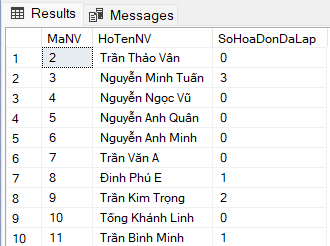 Results Messages
MaNV HoTenNV SoHoaDonDaLap
1 2 Trần Thảo Vân 0
2 3 Nguyễn Minh Tuấn 3
3 4 Nguyễn Ngọc Vũ 0
4 5 Nguyễn Anh Quân 0
5 6 Nguyễn Anh Minh 0
6 7 Trần Văn A 0
7 8 Đinh Phú E 1
8 9 Trần Kim Trọng 2
9 10 Tống Khánh Linh 0
10 11 Trần Bình Minh 1